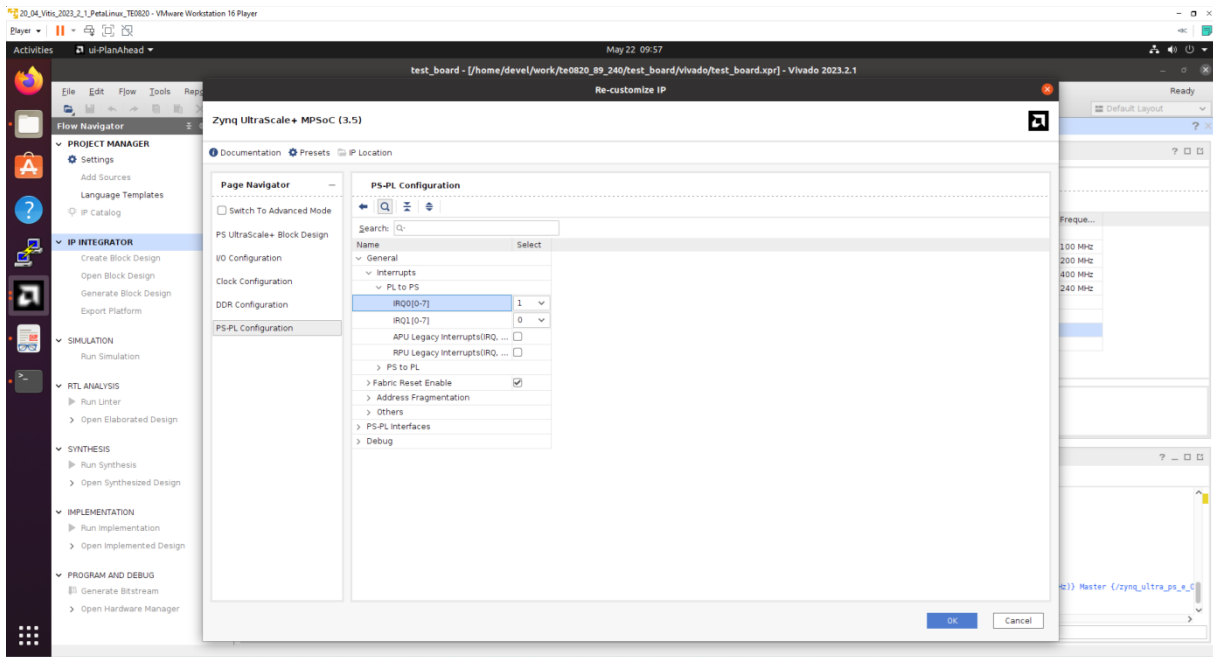 20_04_Vitis_2023_2_1_PetaLinux_TE0820 - VMware Workstation 16 Player
Player
Activities
ui-PlanAhead
May 22 09:57
test_board - [/home/devel/work/te0820_89_240/test_board/vivado/test_board.xpr] - Vivado 2023.2.1
File Edit Flow Tools Rep
Re-customize IP
Ready
Default Layout
Flow Navigator
PROJECT MANAGER
Settings
Add Sources
Language Templates
IP Catalog
IP INTEGRATOR
Create Block Design
Open Block Design
Generate Block Design
Export Platform
SIMULATION
Run Simulation
RTL ANALYSIS
Run Linter
Open Elaborated Design
SYNTHESIS
Run Synthesis
Open Synthesized Design
IMPLEMENTATION
Run Implementation
Open Implemented Design
PROGRAM AND DEBUG
Generate Bitstream
Open Hardware Manager
Zynq UltraScale+ MPSoC (3.5)
Documentation Presets IP Location
Page Navigator
Switch To Advanced Mode
PS UltraScale+ Block Design
I/O Configuration
Clock Configuration
DDR Configuration
PS-PL Configuration
PS-PL Configuration
Search: Q-
Name Select
General
Interrupts
PL to PS
IRQ0[0-7] 1
IRQ1[0-7] 0
APU Legacy Interrupts(IRQ, ...
RPU Legacy Interrupts(IRQ, ...
PS to PL
Fabric Reset Enable
Address Fragmentation
Others
PS-PL Interfaces
Debug
OK Cancel
Freque...
100 MHz
200 MHz
400 MHz
240 MHz
Hz)} Master {/zynq_ultra_ps_e_0